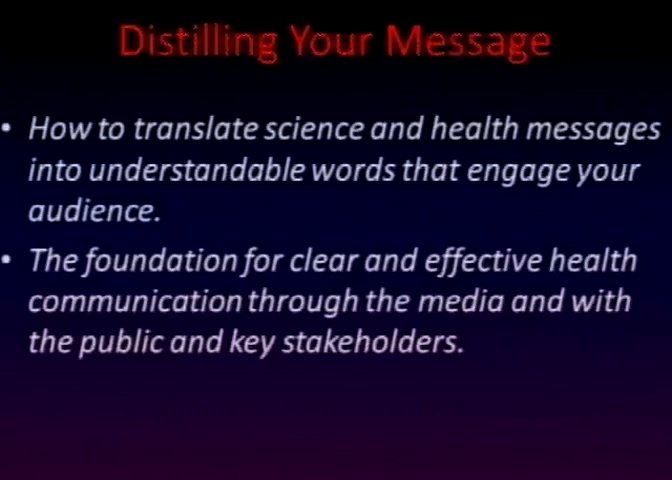 Distilling Your Message
• How to translate science and health messages
into understandable words that engage your
audience.
• The foundation for clear and effective health
communication through the media and with
the public and key stakeholders.